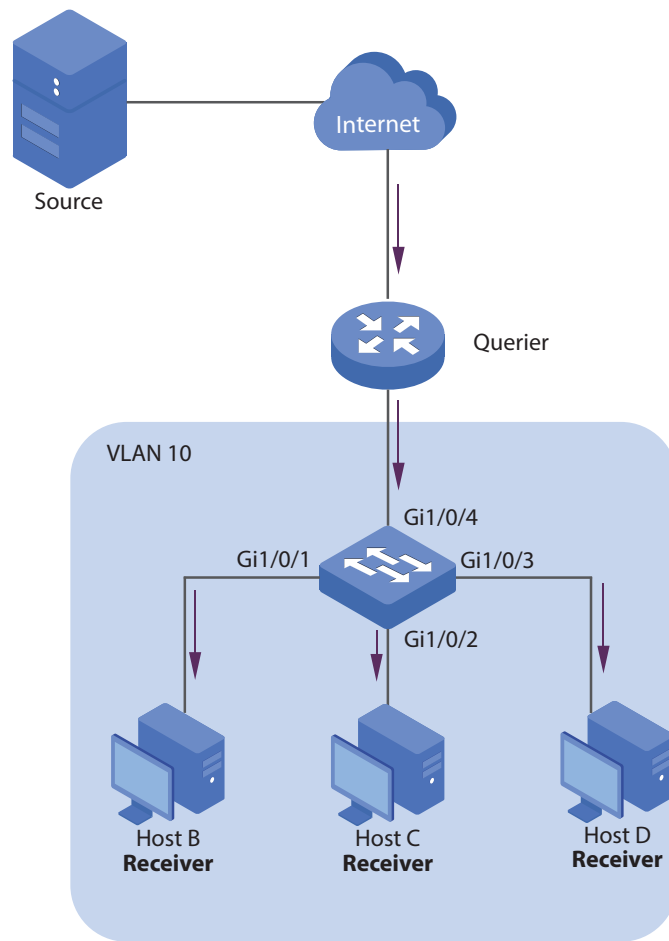 Internet
Source
Querier
VLAN 10
Gi1/0/4
Gi1/0/1
Gi1/0/3
Gi1/0/2
Host B
Receiver
Host C
Receiver
Host D
Receiver